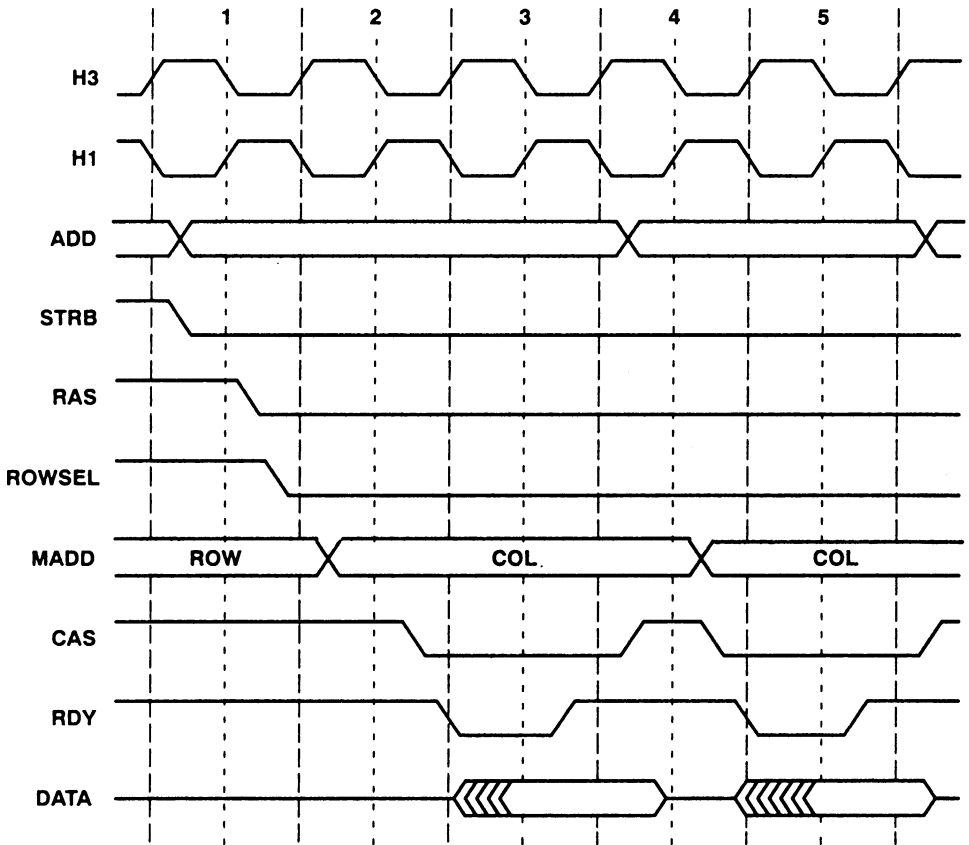 1 2 3 4 5
H3
H1
ADD
STRB
RAS
ROWSEL
MADD ROW COL. COL
CAS
RDY
DATA